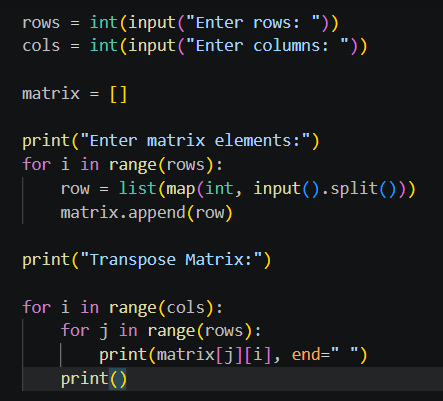 rows = int(input("Enter rows: "))
cols = int(input("Enter columns: "))

matrix = []

print("Enter matrix elements:")
for i in range(rows):
    row = list(map(int, input().split()))
    matrix.append(row)

print("Transpose Matrix:")

for i in range(cols):
    for j in range(rows):
        print(matrix[j][i], end=" ")
    print()